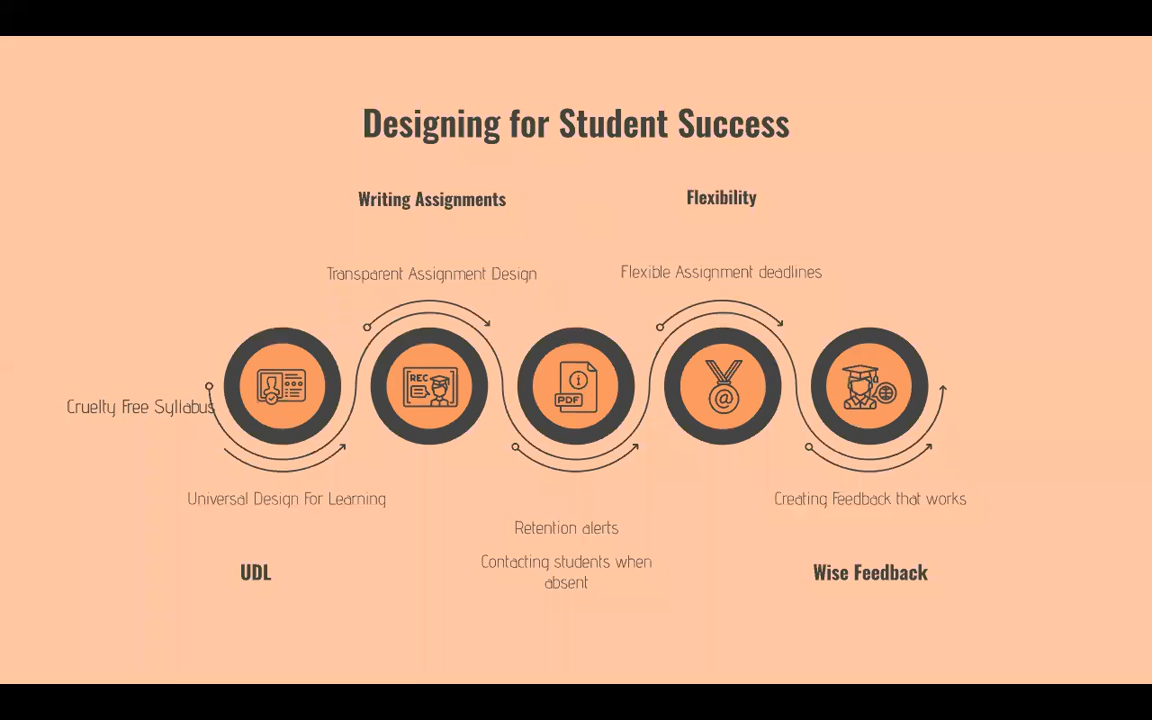 Designing for Student Success
Writing Assignments
Flexibility
Transparent Assignment Design
Flexible Assignment deadlines
REC
PDF
@
Cruelty Free Syllabus
Universal Design For Learning
Creating Feedback that works
Retention alerts
Contacting students when
absent
UDL
Wise Feedback